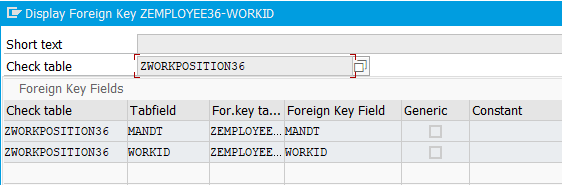 Display Foreign Key ZEMPLOYEE36-WORKID
Short text
Check table ZWORKPOSITION36
Foreign Key Fields
Check table Tabfield For.key ta... Foreign Key Field Generic Constant
ZWORKPOSITION36 MANDT ZEMPLOYEE... MANDT
ZWORKPOSITION36 WORKID ZEMPLOYEE... WORKID